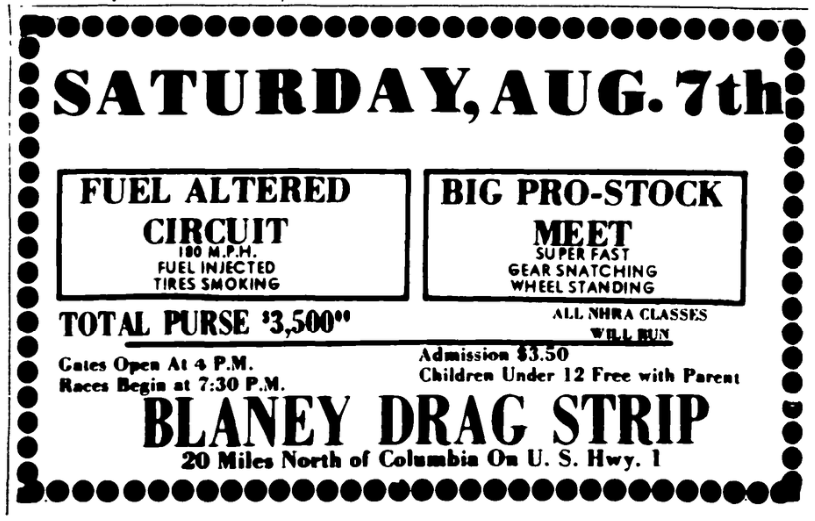 SATURDAY, AUG. 7th
FUEL ALTERED
CIRCUIT
180 M.P.H.
FUEL INJECTED
TIRES SMOKING
BIG PRO-STOCK
MEET
SUPER FAST
GEAR SNATCHING
WHEEL STANDING
TOTAL PURSE $3,500⁰⁰
ALL NHRA CLASSES
WILL RUN
Gates Open At 4 P.M.
Races Begin at 7:30 P.M.
Admission $3.50
Children Under 12 Free with Parent
BLANEY DRAG STRIP
20 Miles North of Columbia On U. S. Hwy. 1